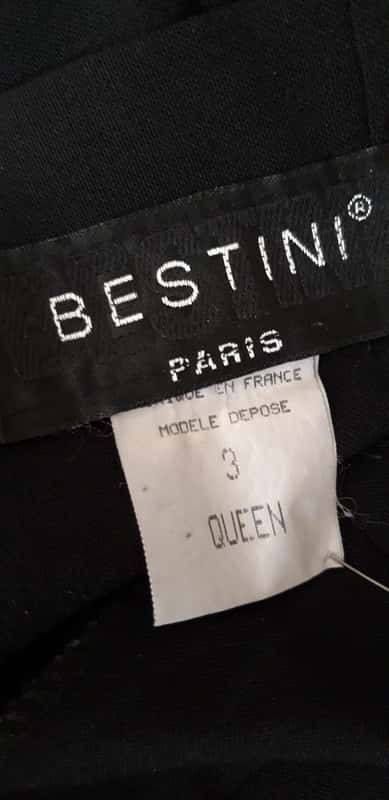 BESTINI®
PARIS
EN FRANCE
MODELE DEPOSE
3
QUEEN